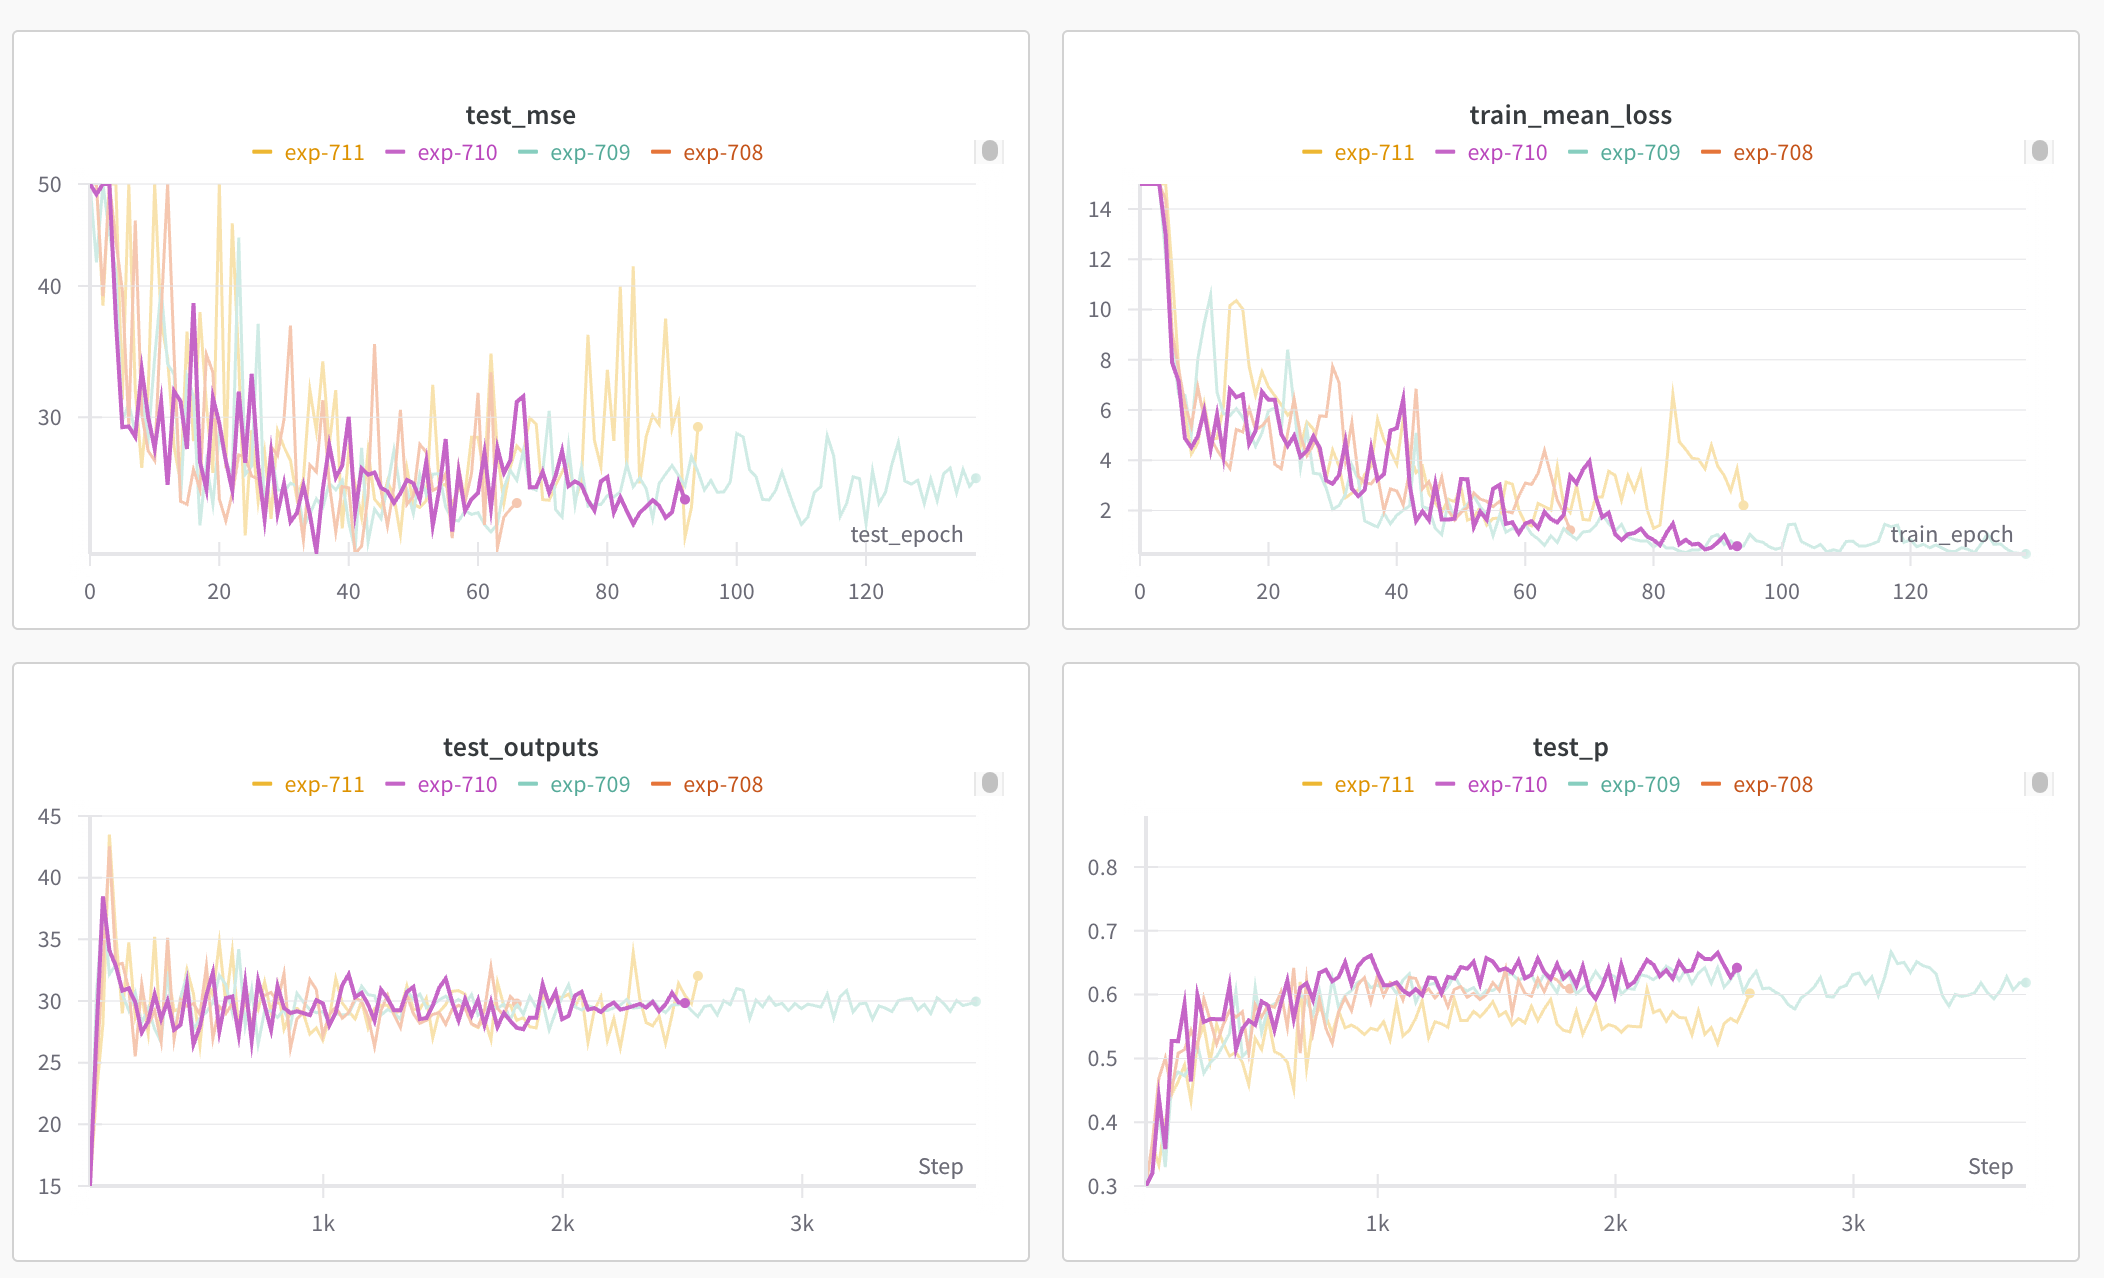 test_mse
exp-711 exp-710 exp-709 exp-708
50
40
30
test_epoch
0 20 40 60 80 100 120
train_mean_loss
exp-711 exp-710 exp-709 exp-708
14
12
10
8
6
4
2
train_epoch
0 20 40 60 80 100 120
test_outputs
exp-711 exp-710 exp-709 exp-708
45
40
35
30
25
20
15
Step
1k 2k 3k
test_p
exp-711 exp-710 exp-709 exp-708
0.8
0.7
0.6
0.5
0.4
0.3
Step
1k 2k 3k